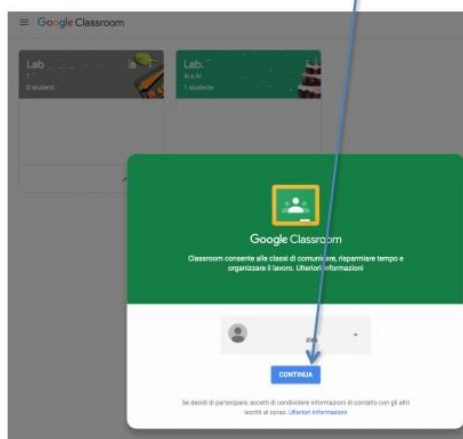 Google Classroom
Lab
0 studenti
Lab.
III e IV
1 studente
Google Classroom
Classroom consente alle classi di comunicare, risparmiare tempo e
organizzare il lavoro. Ulteriori informazioni
CONTINUA
Se decidi di partecipare, accetti di condividere informazioni di contatto con gli altri
iscritti al corso. Ulteriori informazioni